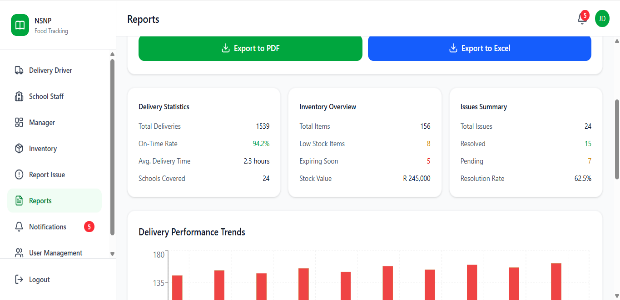 NSNP
Food Tracking
Delivery Driver
School Staff
Manager
Inventory
Report Issue
Reports
Notifications 5
User Management
Logout
Reports
5
JD
Export to PDF
Export to Excel
Delivery Statistics
Total Deliveries 1539
On-Time Rate 94.2%
Avg. Delivery Time 2.3 hours
Schools Covered 24
Inventory Overview
Total Items 156
Low Stock Items 8
Expiring Soon 5
Stock Value R 245,000
Issues Summary
Total Issues 24
Resolved 15
Pending 7
Resolution Rate 62.5%
Delivery Performance Trends
180
135